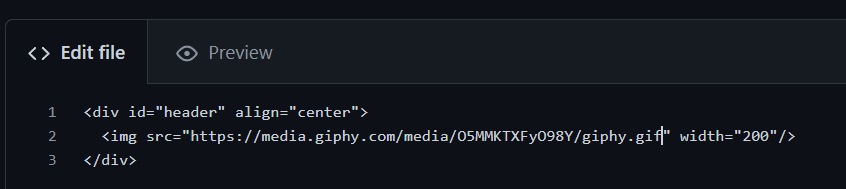 Edit file
Preview
1 <div id="header" align="center">
2 <img src="https://media.giphy.com/media/O5MMKTXFyO98Y/giphy.gif" width="200"/>
3 </div>